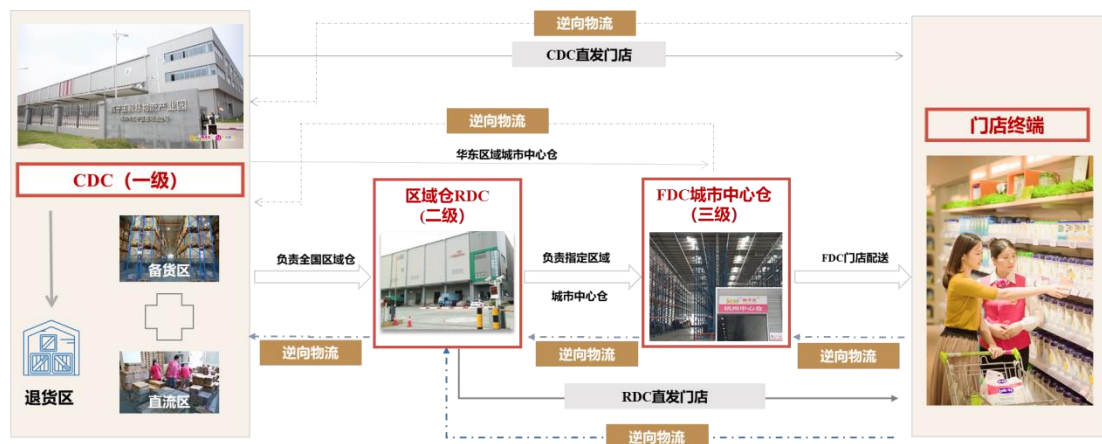 逆向物流
CDC直发门店
逆向物流
华东区域城市中心仓
CDC（一级）
备货区
直流区
退货区
负责全国区域仓
逆向物流
区域仓RDC
(二级)
负责指定区域
城市中心仓
逆向物流
FDC城市中心仓
(三级)
杭州中心仓
FDC门店配送
逆向物流
RDC直发门店
逆向物流
门店终端